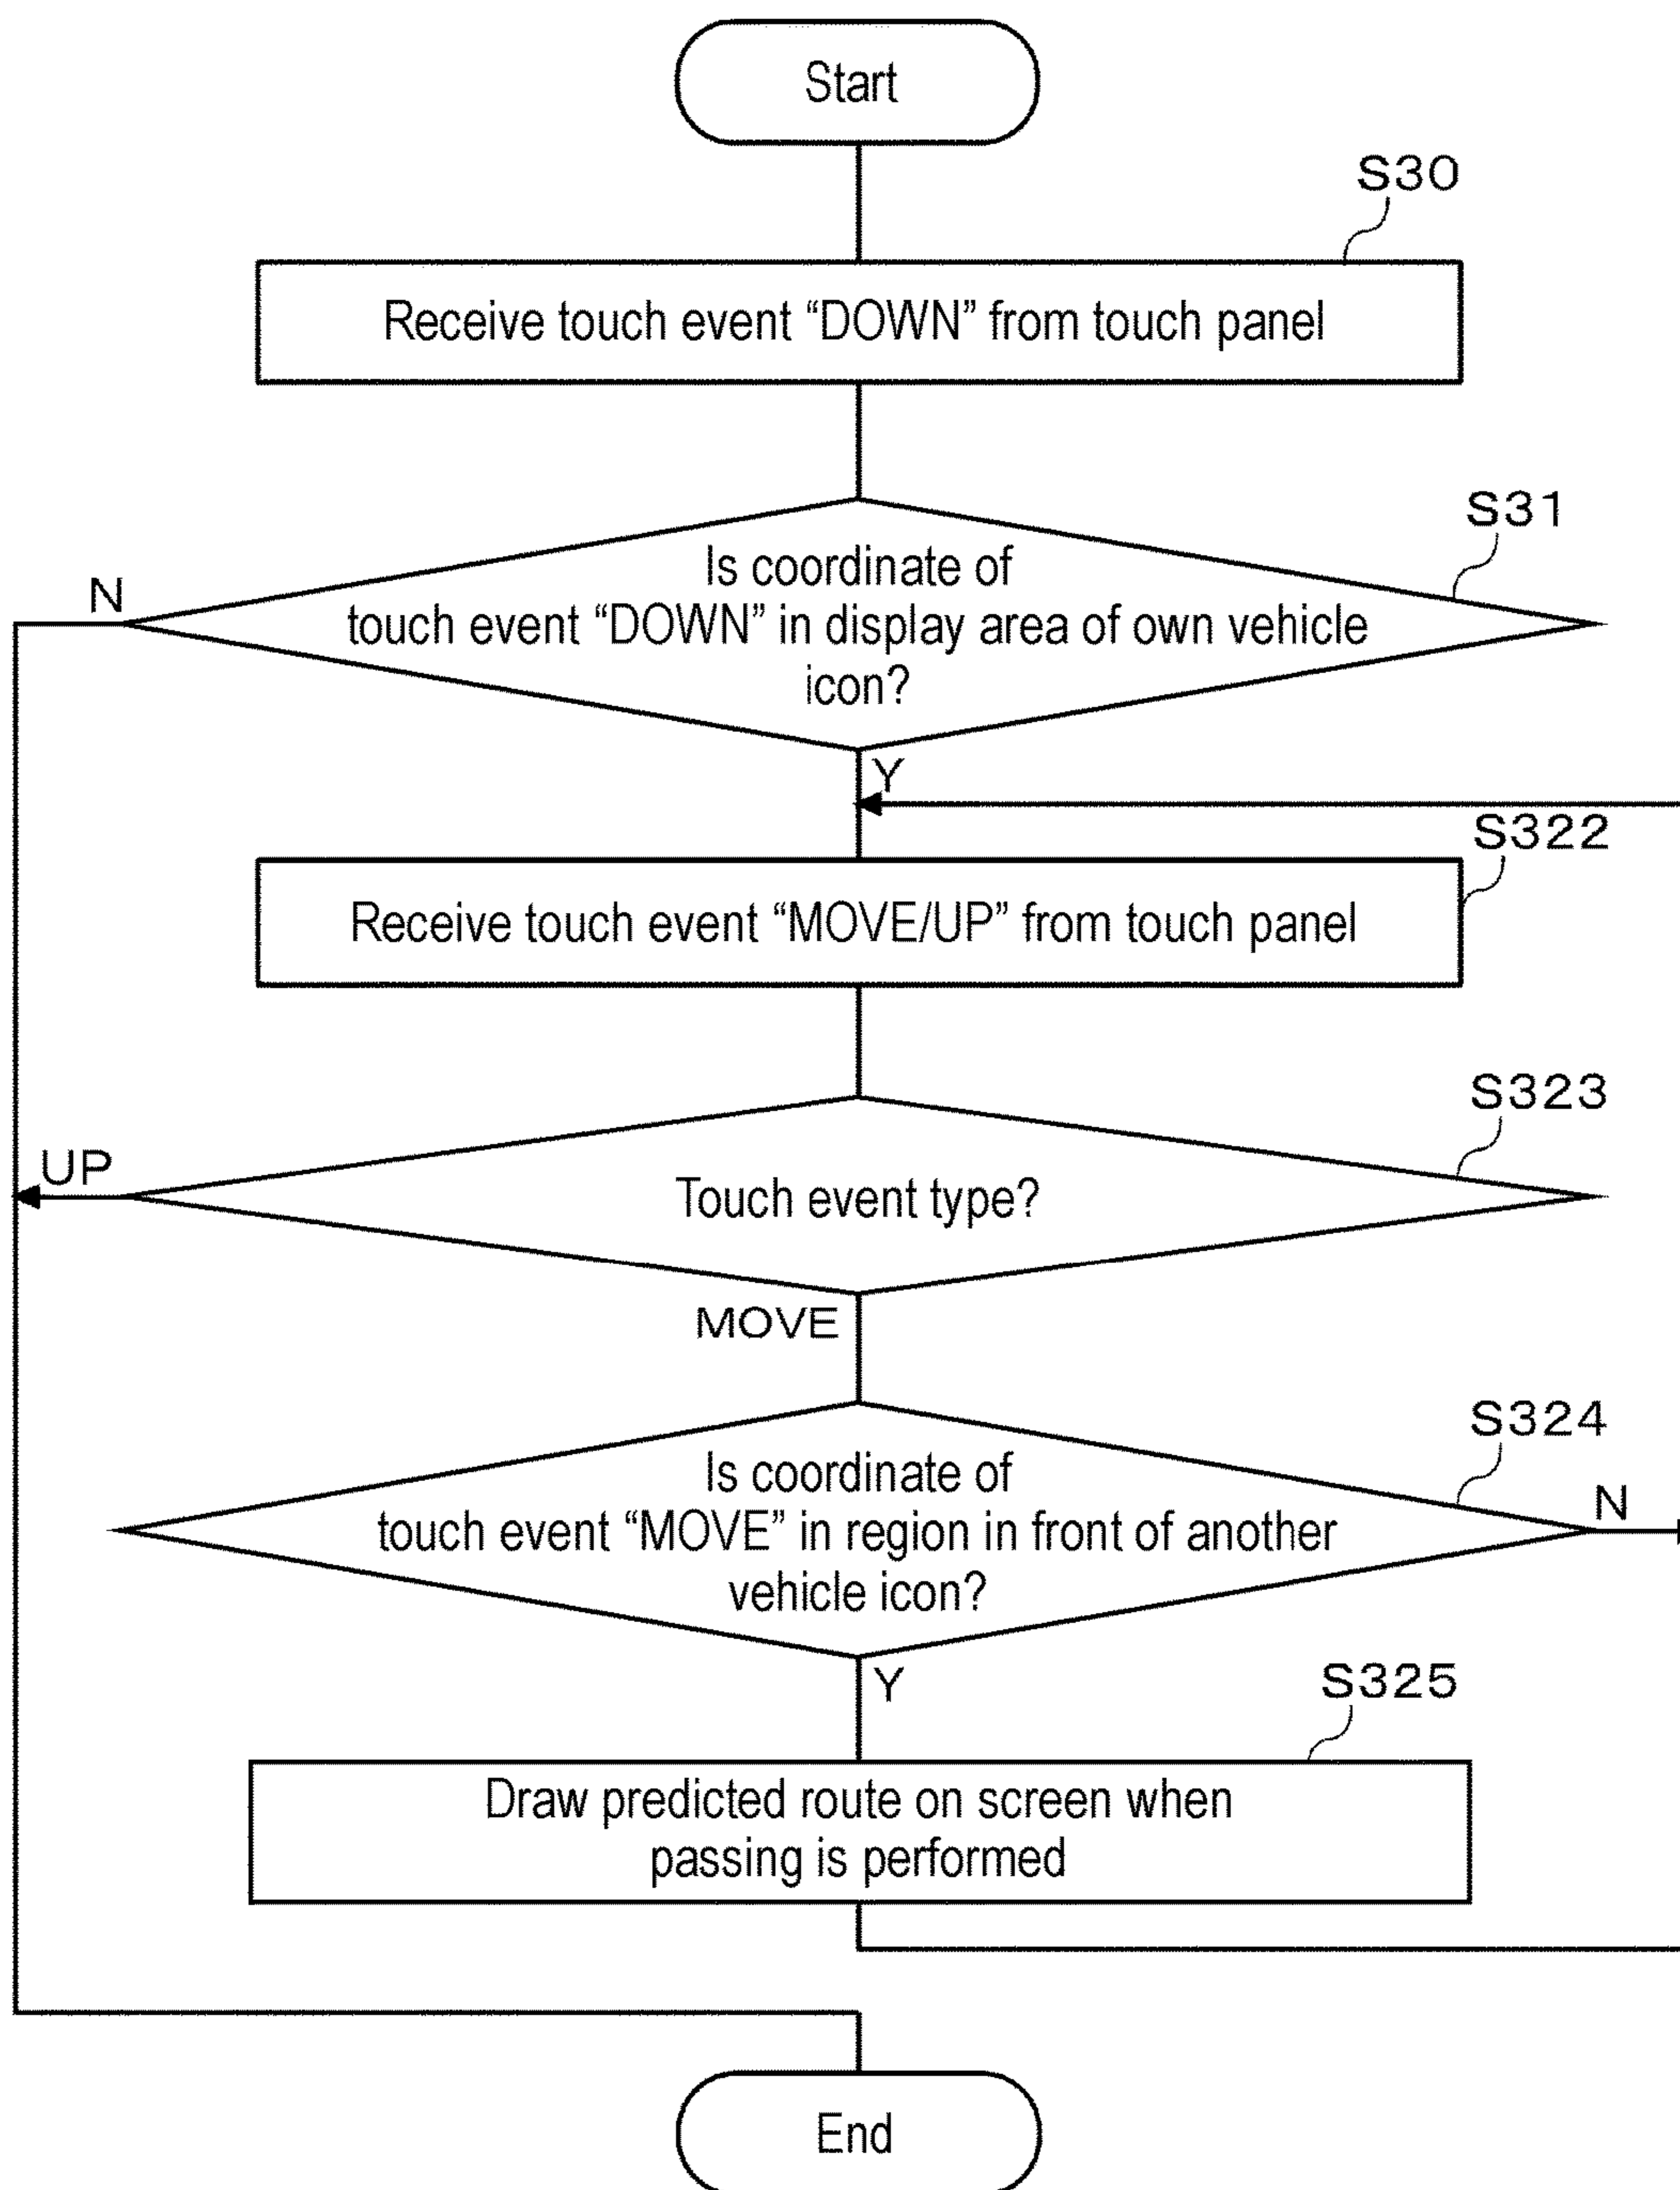 Start
S30
Receive touch event “DOWN” from touch panel
S31
Is coordinate of
touch event “DOWN” in display area of own vehicle
icon?
N
Y
S322
Receive touch event “MOVE/UP” from touch panel
S323
UP
Touch event type?
MOVE
S324
Is coordinate of
touch event “MOVE” in region in front of another
vehicle icon?
N
Y
S325
Draw predicted route on screen when
passing is performed
End